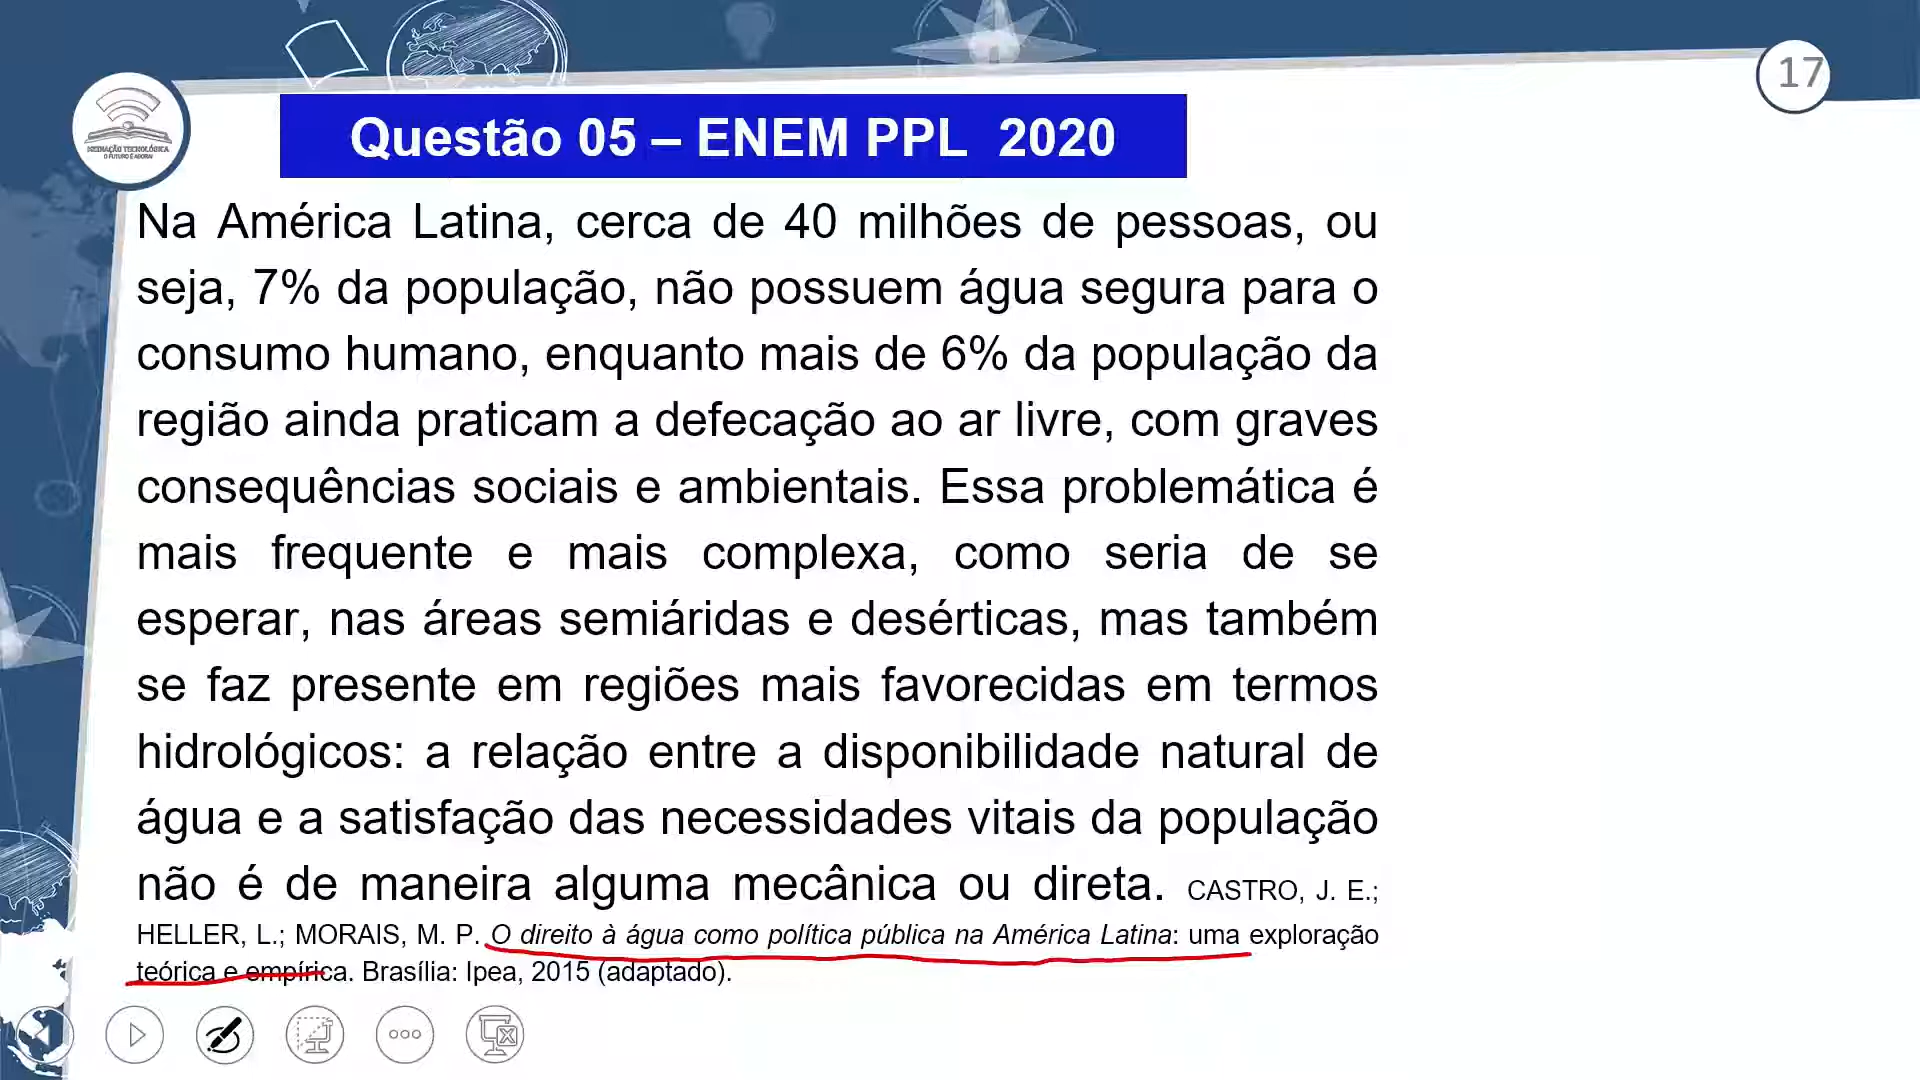 17
MEDIAÇÃO TECNOLÓGICA
O FUTURO É AGORA!
Questão 05 – ENEM PPL 2020
Na América Latina, cerca de 40 milhões de pessoas, ou
seja, 7% da população, não possuem água segura para o
consumo humano, enquanto mais de 6% da população da
região ainda praticam a defecação ao ar livre, com graves
consequências sociais e ambientais. Essa problemática é
mais frequente e mais complexa, como seria de se
esperar, nas áreas semiáridas e desérticas, mas também
se faz presente em regiões mais favorecidas em termos
hidrológicos: a relação entre a disponibilidade natural de
água e a satisfação das necessidades vitais da população
não é de maneira alguma mecânica ou direta. CASTRO, J. E.;
HELLER, L.; MORAIS, M. P. O direito à água como política pública na América Latina: uma exploração
teórica e empírica. Brasília: Ipea, 2015 (adaptado).